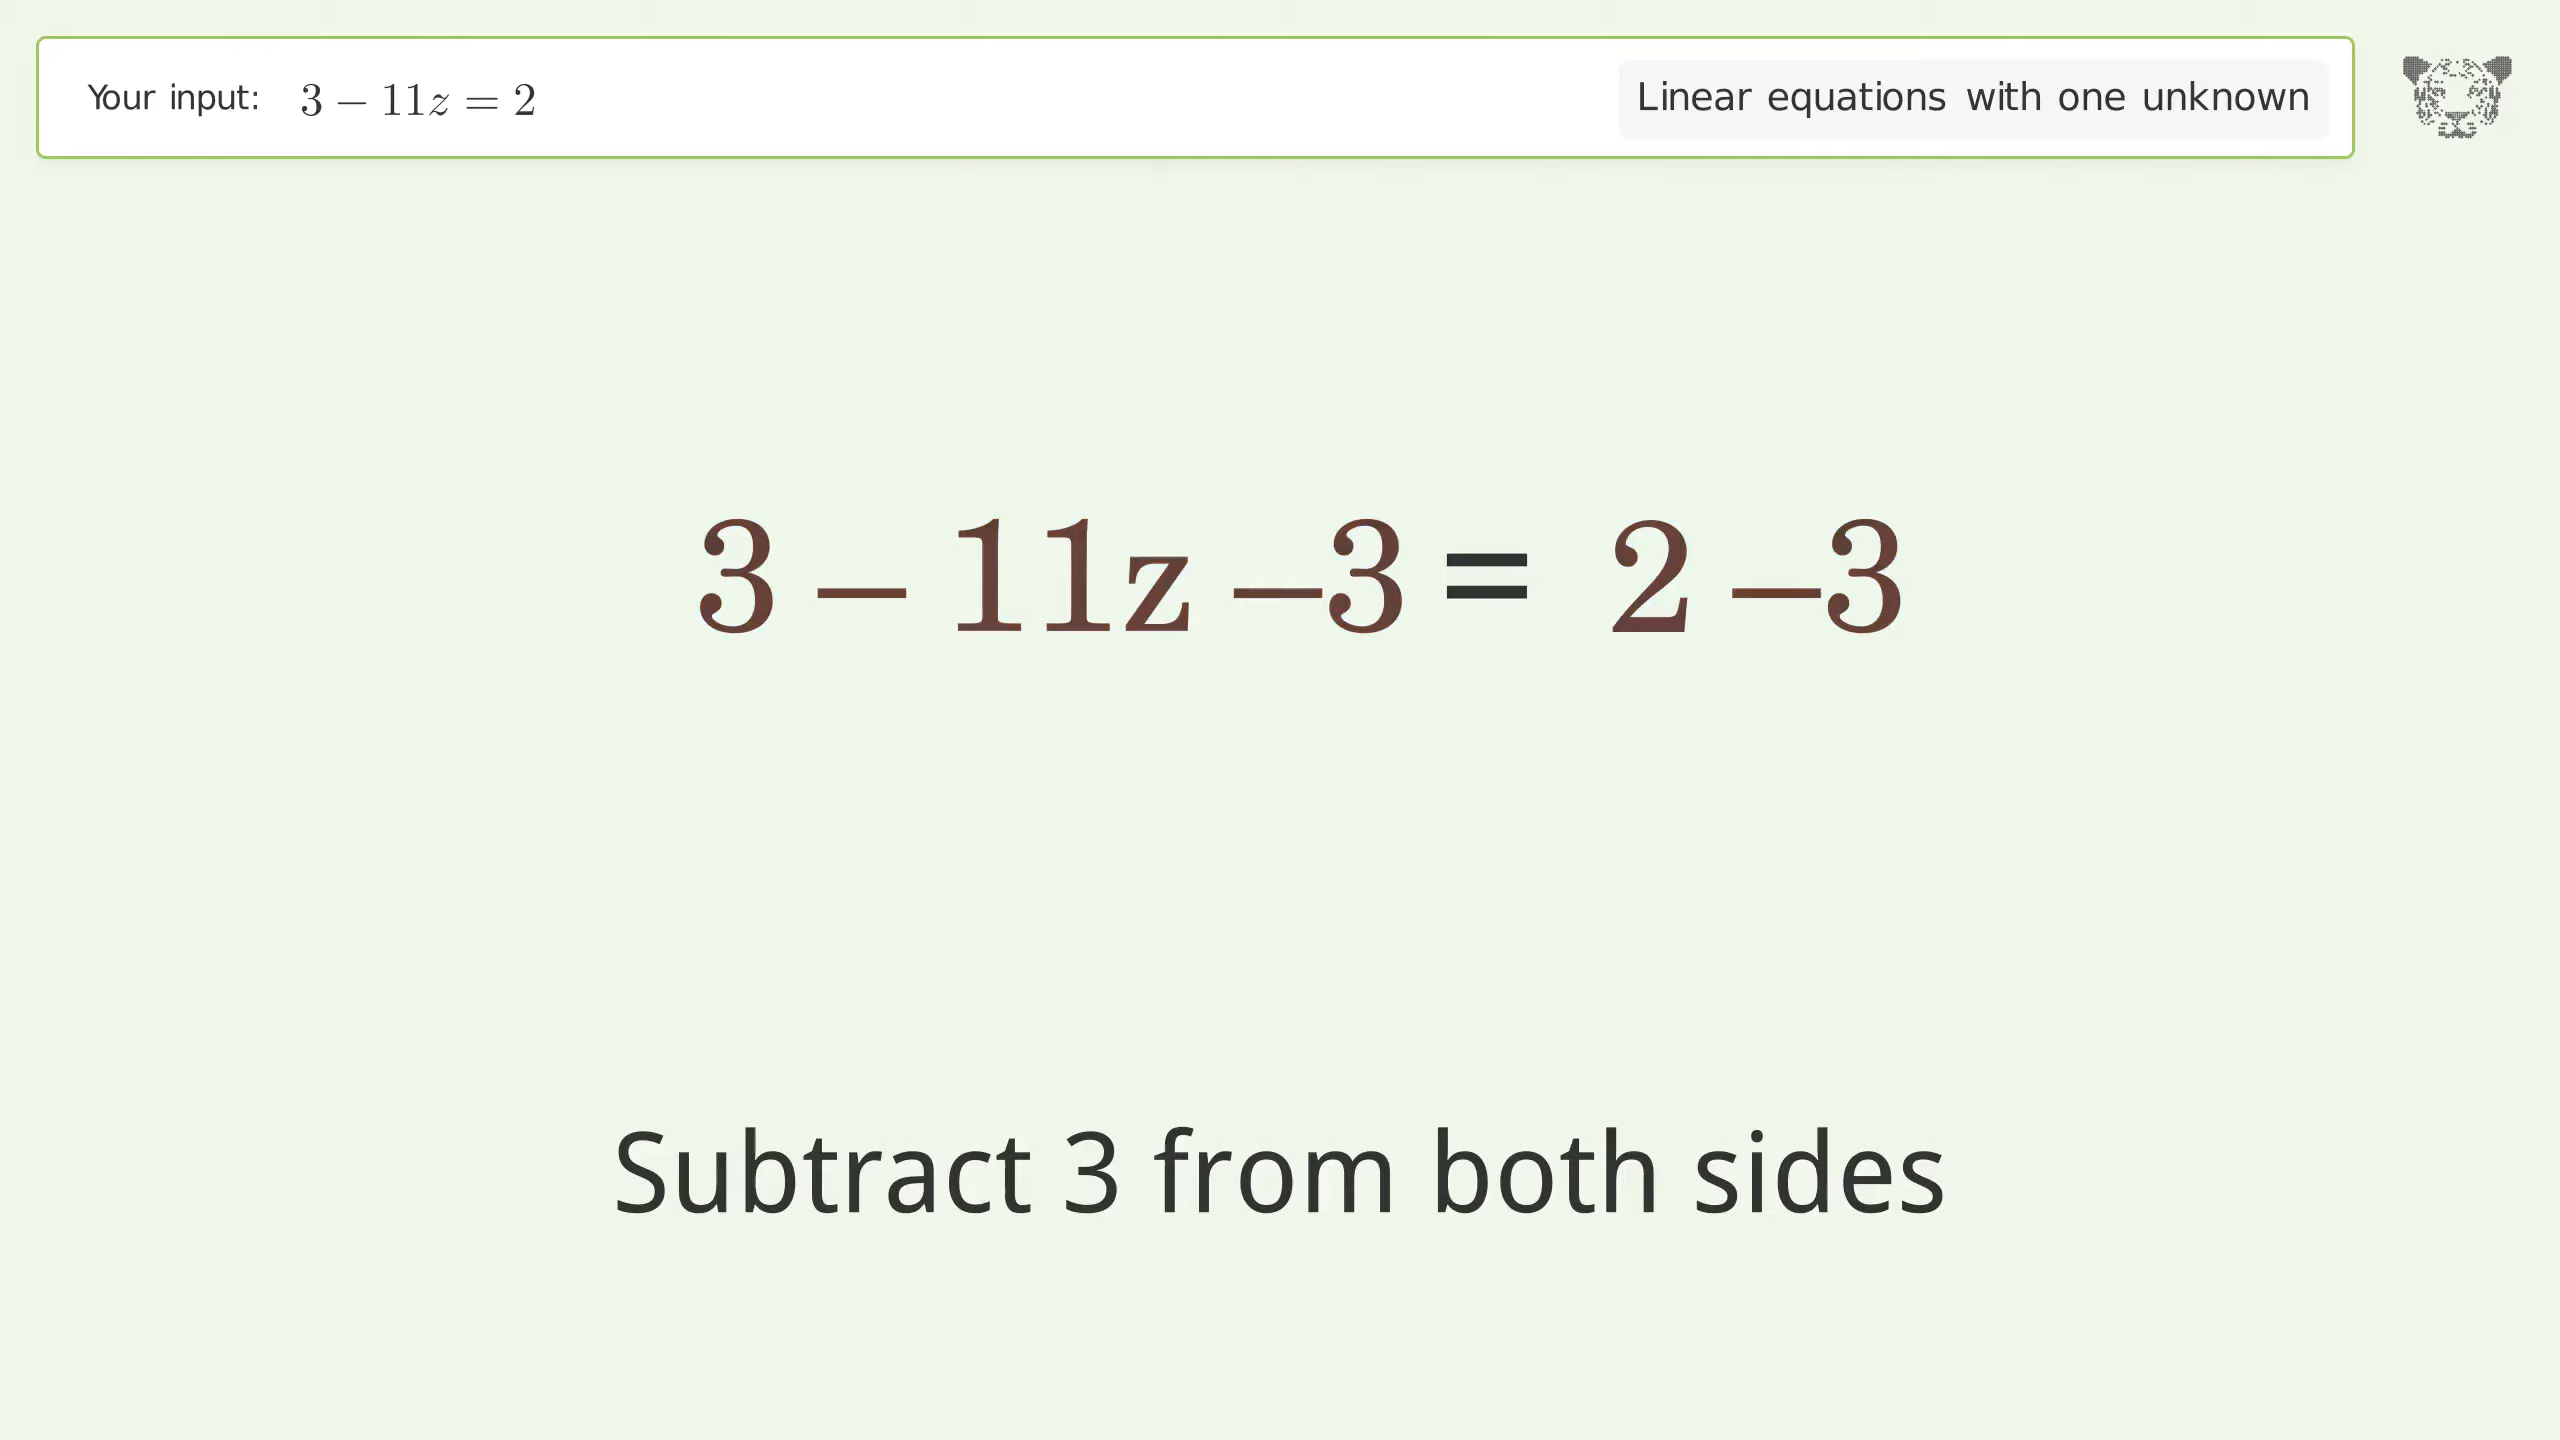 Your input: 3 − 11z = 2 Linear equations with one unknown
3 − 11z −3 = 2 −3
Subtract 3 from both sides